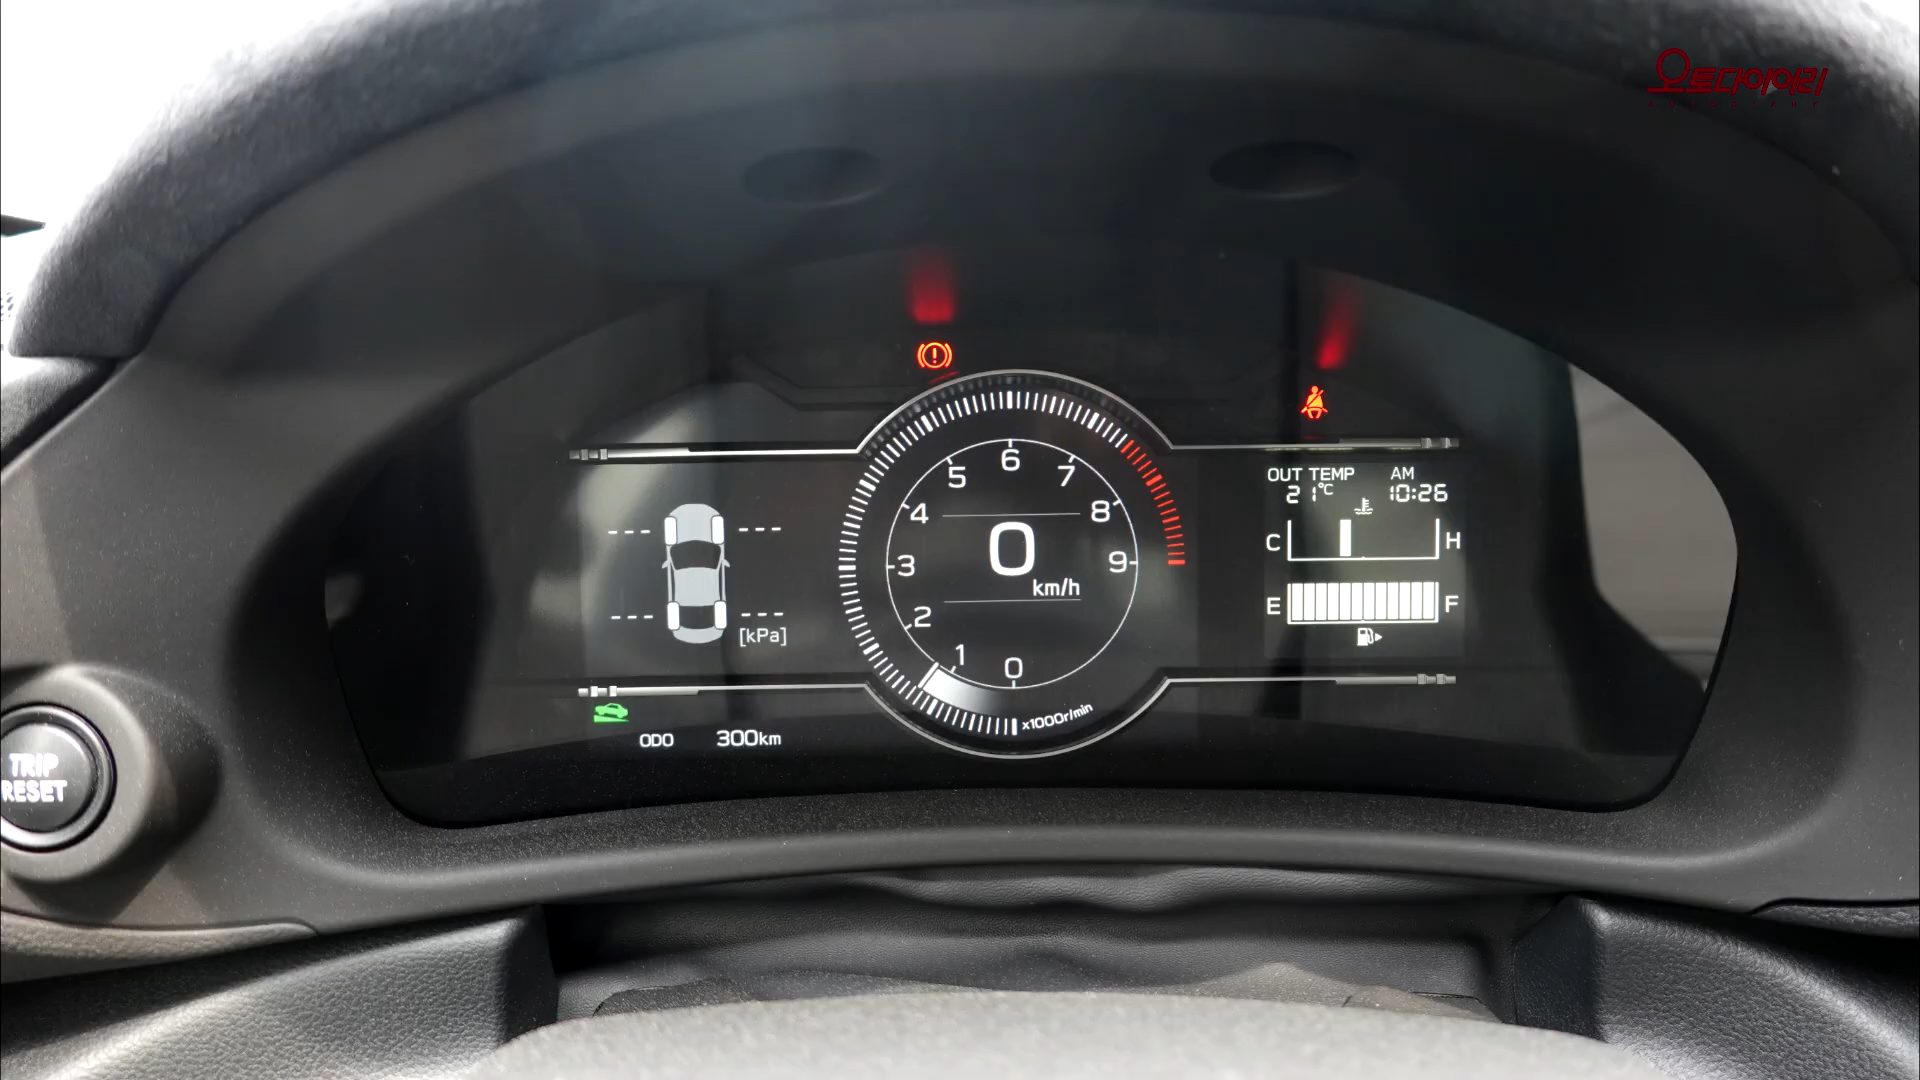 오토다이어리
OUT TEMP AM
21°C 10:26
C H
E F
[kPa]
0
km/h
0
1
2
3
4
5
6
7
8
9
x1000r/min
ODO 300km
TRIP
RESET